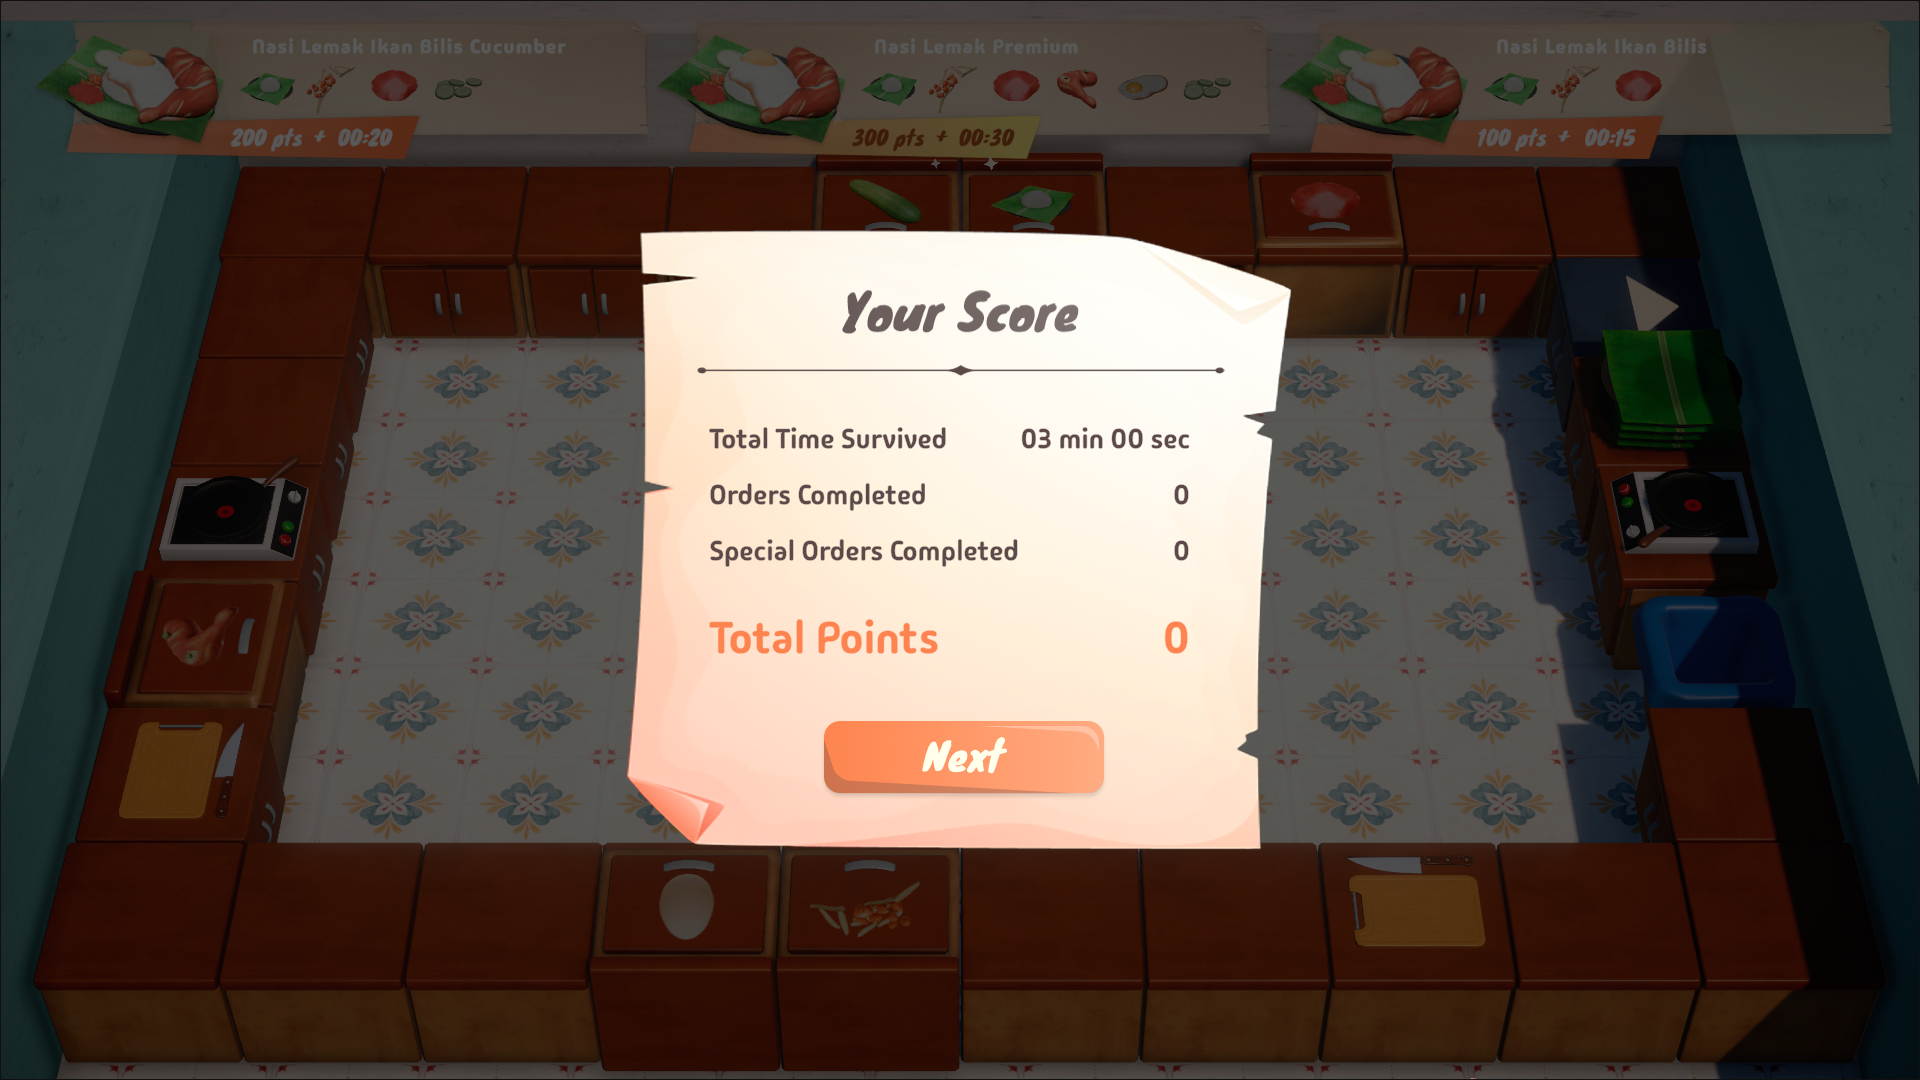 Nasi Lemak Ikan Bilis Cucumber
200 pts + 00:20
Nasi Lemak Premium
300 pts + 00:30
Nasi Lemak Ikan Bilis
100 pts + 00:15
Your Score
Total Time Survived 03 min 00 sec
Orders Completed 0
Special Orders Completed 0
Total Points 0
Next